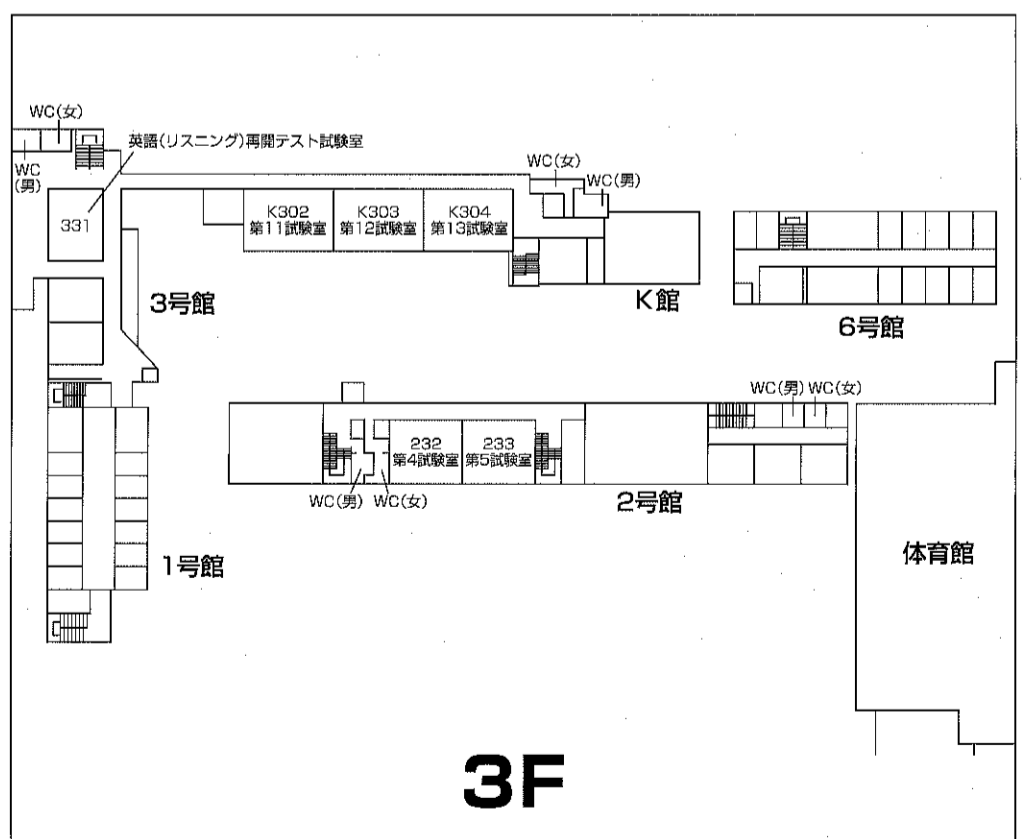 WC(女)
英語(リスニング)再開テスト試験室
WC
(男)
WC(女)
WC(男)
331
K302
第11試験室
K303
第12試験室
K304
第13試験室
3号館
K館
6号館
WC(男)
WC(女)
232
第4試験室
233
第5試験室
WC(男)
WC(女)
2号館
1号館
体育館
3F